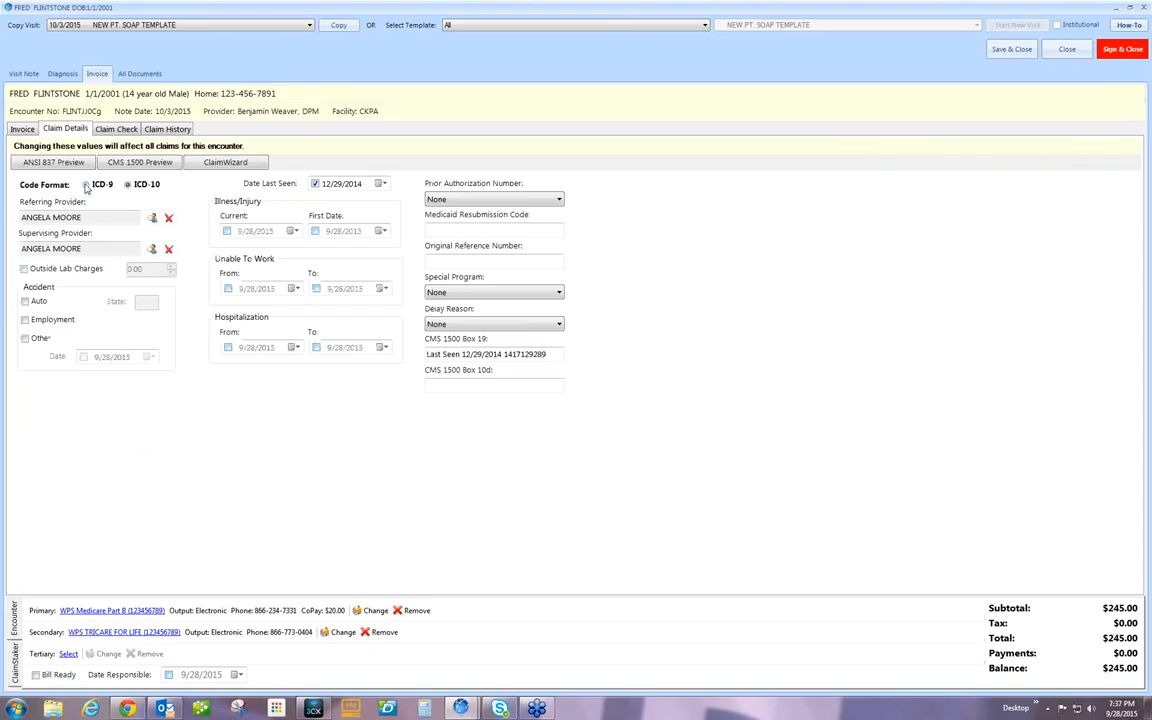 FRED FLINTSTONE DOB:1/1/2001
Copy Visit: 10/3/2015 NEW PT. SOAP TEMPLATE Copy OR Select Template: All NEW PT. SOAP TEMPLATE Start New Visit Institutional How-To
Save & Close Close Sign & Close
Visit Note Diagnosis Invoice All Documents
FRED FLINTSTONE 1/1/2001 (14 year old Male) Home: 123-456-7891
Encounter No: FLINTJJ0Cg Note Date: 10/3/2015 Provider: Benjamin Weaver, DPM Facility: CKPA
Invoice Claim Details Claim Check Claim History
Changing these values will affect all claims for this encounter.
ANSI 837 Preview CMS 1500 Preview ClaimWizard
Code Format: ICD-9 ICD-10 Date Last Seen: 12/29/2014 Prior Authorization Number:
None
Referring Provider: Illness/Injury
ANGELA MOORE Current: First Date: Medicaid Resubmission Code
Supervising Provider: 9/28/2015 9/28/2015
ANGELA MOORE Original Reference Number:
Unable To Work
Outside Lab Charges 0.00 From: To: Special Program:
Accident 9/28/2015 9/28/2015 None
Auto State: Delay Reason:
Employment Hospitalization None
Other From: To: CMS 1500 Box 19:
Date: 9/28/2015 9/28/2015 9/28/2015 Last Seen 12/29/2014 1417129289
CMS 1500 Box 10d:
Encounter
ClaimStaker
Primary: WPS Medicare Part B (123456789) Output: Electronic Phone: 866-234-7331 CoPay: $20.00 Change Remove
Secondary: WPS TRICARE FOR LIFE (123456789) Output: Electronic Phone: 866-773-0404 Change Remove
Tertiary: Select Change Remove
Bill Ready Date Responsible: 9/28/2015
Subtotal: $245.00
Tax: $0.00
Total: $245.00
Payments: $0.00
Balance: $245.00
Desktop 7:37 PM
9/28/2015